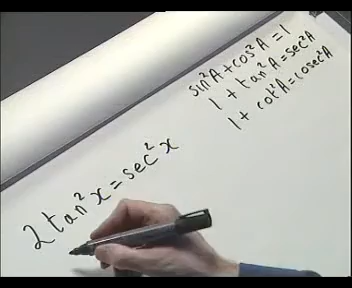 sin²A + cos²A = 1
1 + tan²A = sec²A
1 + cot²A = cosec²A
2tan²x = sec²x